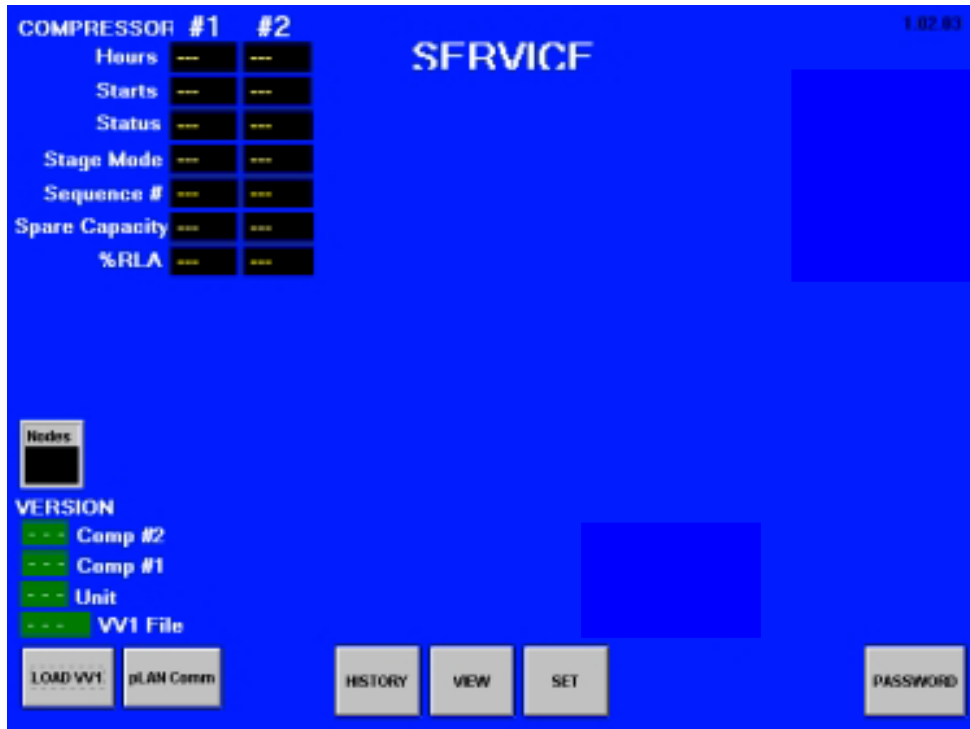 COMPRESSOR #1 #2
1.02.03
SERVICE
Hours --- ---
Starts --- ---
Status --- ---
Stage Mode --- ---
Sequence # --- ---
Spare Capacity --- ---
%RLA --- ---
Nodes
VERSION
- - - Comp #2
- - - Comp #1
- - - Unit
- - - VV1 File
LOAD VV1 pLAN Comm HISTORY VIEW SET PASSWORD